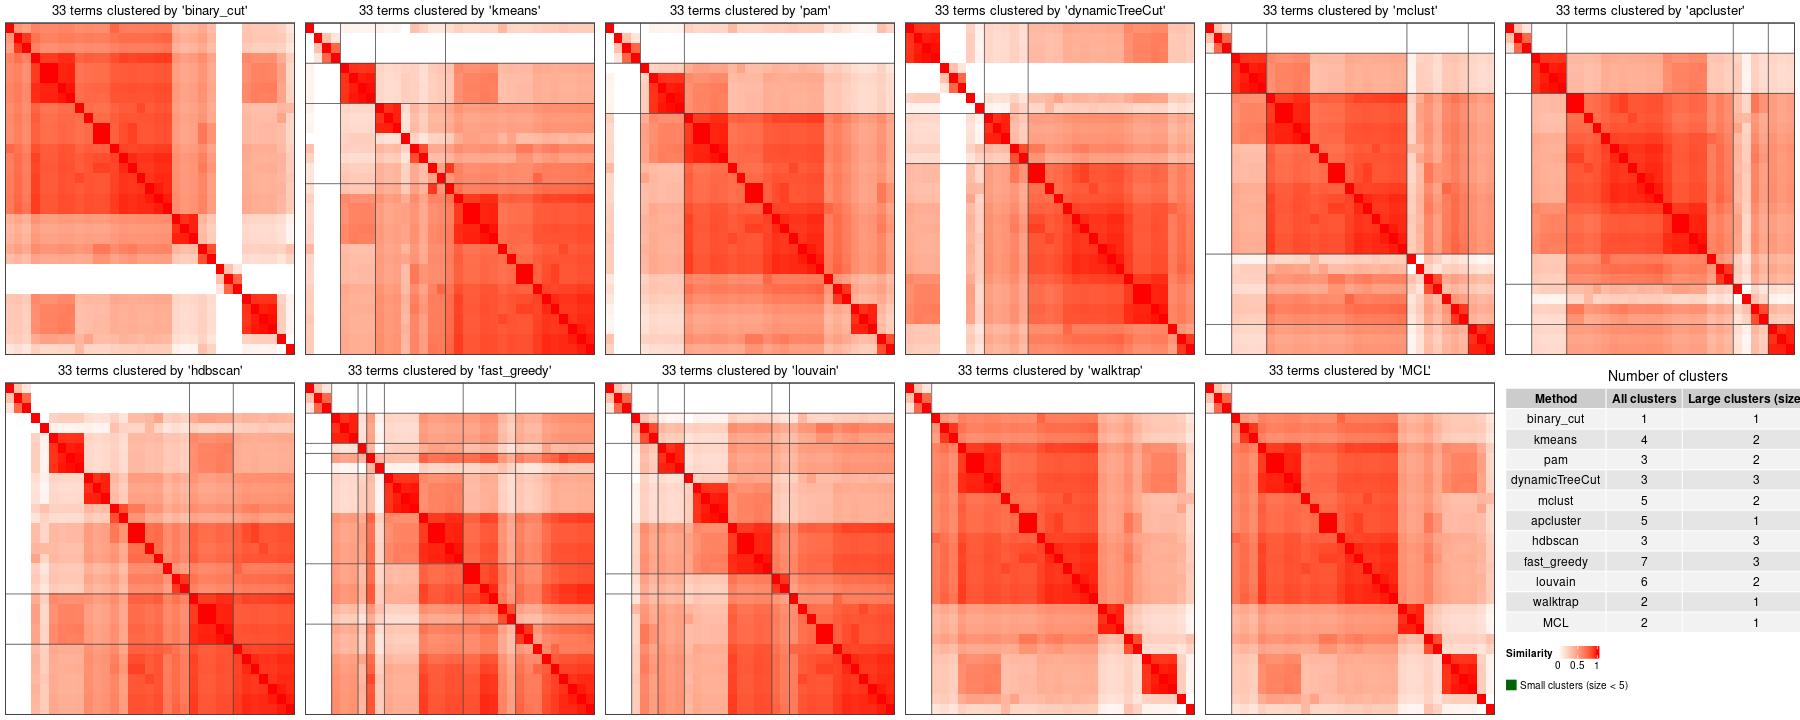 33 terms clustered by 'binary_cut'
33 terms clustered by 'kmeans'
33 terms clustered by 'pam'
33 terms clustered by 'dynamicTreeCut'
33 terms clustered by 'mclust'
33 terms clustered by 'apcluster'
33 terms clustered by 'hdbscan'
33 terms clustered by 'fast_greedy'
33 terms clustered by 'louvain'
33 terms clustered by 'walktrap'
33 terms clustered by 'MCL'
Number of clusters
Method All clusters Large clusters (size
binary_cut 1 1
kmeans 4 2
pam 3 2
dynamicTreeCut 3 3
mclust 5 2
apcluster 5 1
hdbscan 3 3
fast_greedy 7 3
louvain 6 2
walktrap 2 1
MCL 2 1
Similarity
0 0.5 1
Small clusters (size < 5)